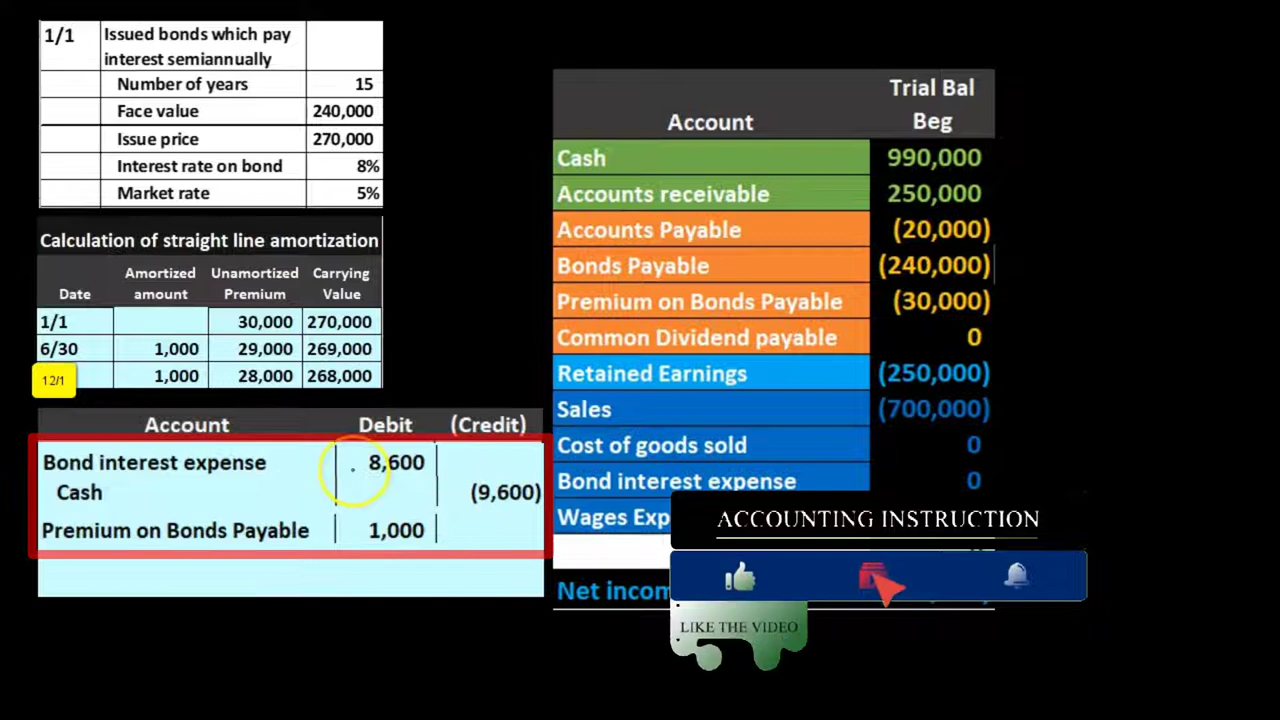 1/1 Issued bonds which pay
interest semiannually
Number of years 15
Face value 240,000
Issue price 270,000
Interest rate on bond 8%
Market rate 5%
Calculation of straight line amortization
Amortized Unamortized Carrying
Date amount Premium Value
1/1 30,000 270,000
6/30 1,000 29,000 269,000
12/1 1,000 28,000 268,000
Account Debit (Credit)
Bond interest expense 8,600
Cash (9,600)
Premium on Bonds Payable 1,000
Trial Bal
Account Beg
Cash 990,000
Accounts receivable 250,000
Accounts Payable (20,000)
Bonds Payable (240,000)
Premium on Bonds Payable (30,000)
Common Dividend payable 0
Retained Earnings (250,000)
Sales (700,000)
Cost of goods sold 0
Bond interest expense 0
Wages Exp
Net incom
ACCOUNTING INSTRUCTION
LIKE THE VIDEO